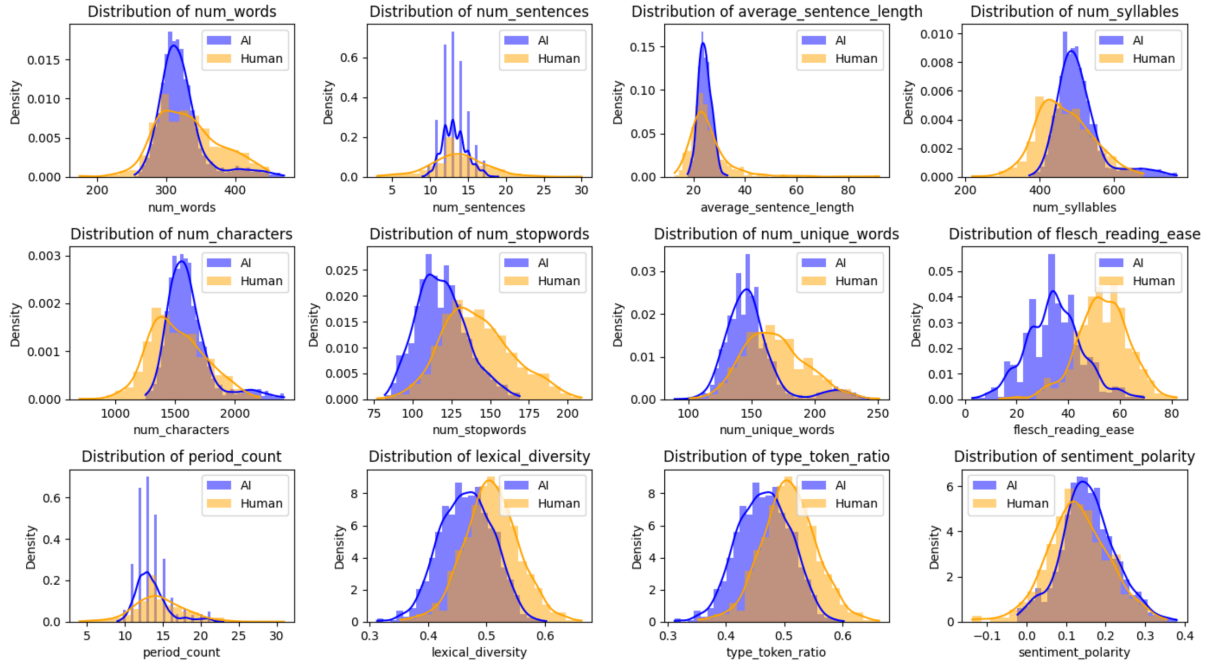 Distribution of num_words
Distribution of num_sentences
Distribution of average_sentence_length
Distribution of num_syllables
AI
Human
AI
Human
AI
Human
AI
Human
Density
0.015
0.010
0.005
0.000
Density
0.6
0.4
0.2
0.0
Density
0.15
0.10
0.05
0.00
Density
0.010
0.008
0.006
0.004
0.002
0.000
200 300 400
5 10 15 20 25 30
20 40 60 80
200 400 600
num_words
num_sentences
average_sentence_length
num_syllables
Distribution of num_characters
Distribution of num_stopwords
Distribution of num_unique_words
Distribution of flesch_reading_ease
AI
Human
AI
Human
AI
Human
AI
Human
Density
0.003
0.002
0.001
0.000
Density
0.025
0.020
0.015
0.010
0.005
0.000
Density
0.03
0.02
0.01
0.00
Density
0.05
0.04
0.03
0.02
0.01
0.00
1000 1500 2000
75 100 125 150 175 200
100 150 200 250
0 20 40 60 80
num_characters
num_stopwords
num_unique_words
flesch_reading_ease
Distribution of period_count
Distribution of lexical_diversity
Distribution of type_token_ratio
Distribution of sentiment_polarity
AI
Human
AI
Human
AI
Human
AI
Human
Density
0.6
0.4
0.2
0.0
Density
8
6
4
2
0
Density
8
6
4
2
0
Density
6
4
2
0
5 10 15 20 25 30
0.3 0.4 0.5 0.6
0.3 0.4 0.5 0.6
−0.1 0.0 0.1 0.2 0.3 0.4
period_count
lexical_diversity
type_token_ratio
sentiment_polarity